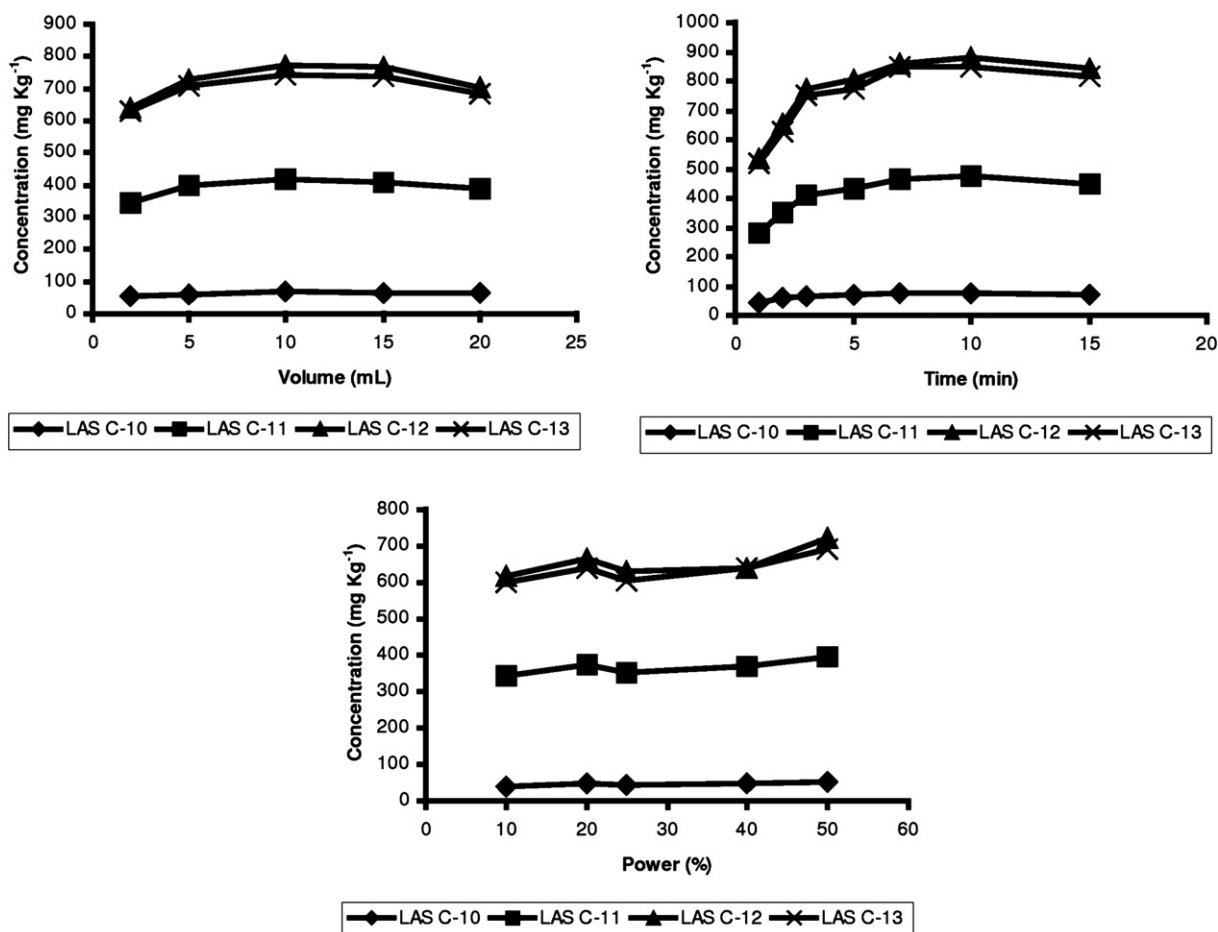 Concentration (mg Kg⁻¹)
900
800
700
600
500
400
300
200
100
0
0 5 10 15 20 25
Volume (mL)
LAS C-10 LAS C-11 LAS C-12 LAS C-13
Concentration (mg Kg⁻¹)
1000
900
800
700
600
500
400
300
200
100
0
0 5 10 15 20
Time (min)
LAS C-10 LAS C-11 LAS C-12 LAS C-13
Concentration (mg Kg⁻¹)
800
700
600
500
400
300
200
100
0
0 10 20 30 40 50 60
Power (%)
LAS C-10 LAS C-11 LAS C-12 LAS C-13